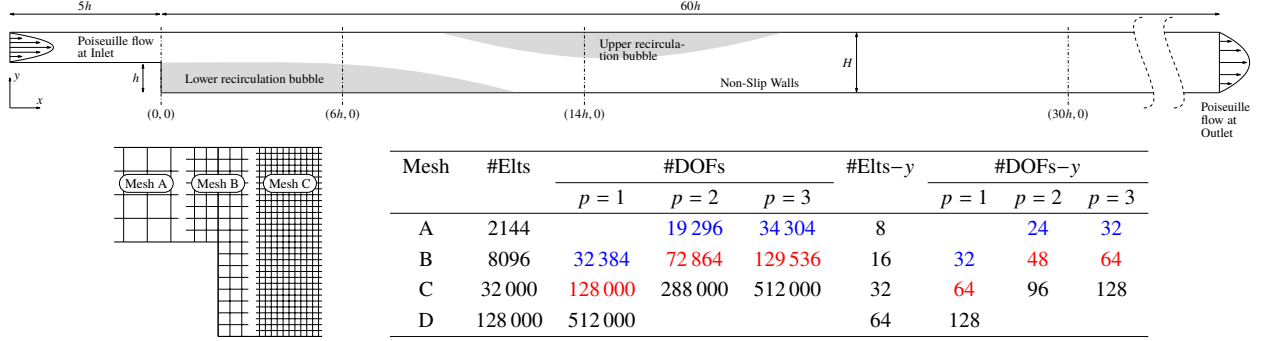 5h 60h
Poiseuille flow
at Inlet
Upper recircula-
tion bubble
h
Lower recirculation bubble
H
Non-Slip Walls
y
x
(0, 0) (6h, 0) (14h, 0) (30h, 0)
Poiseuille
flow at
Outlet
Mesh A Mesh B Mesh C
Mesh #Elts #DOFs #Elts−y #DOFs−y
p = 1 p = 2 p = 3 p = 1 p = 2 p = 3
A 2144 19 296 34 304 8 24 32
B 8096 32 384 72 864 129 536 16 32 48 64
C 32 000 128 000 288 000 512 000 32 64 96 128
D 128 000 512 000 64 128